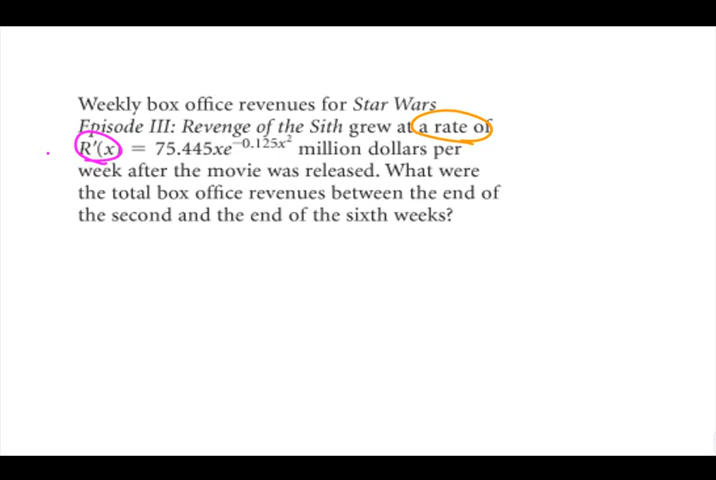 Weekly box office revenues for Star Wars
Episode III: Revenge of the Sith grew at a rate of
R'(x) = 75.445xe^−0.125x² million dollars per
week after the movie was released. What were
the total box office revenues between the end of
the second and the end of the sixth weeks?